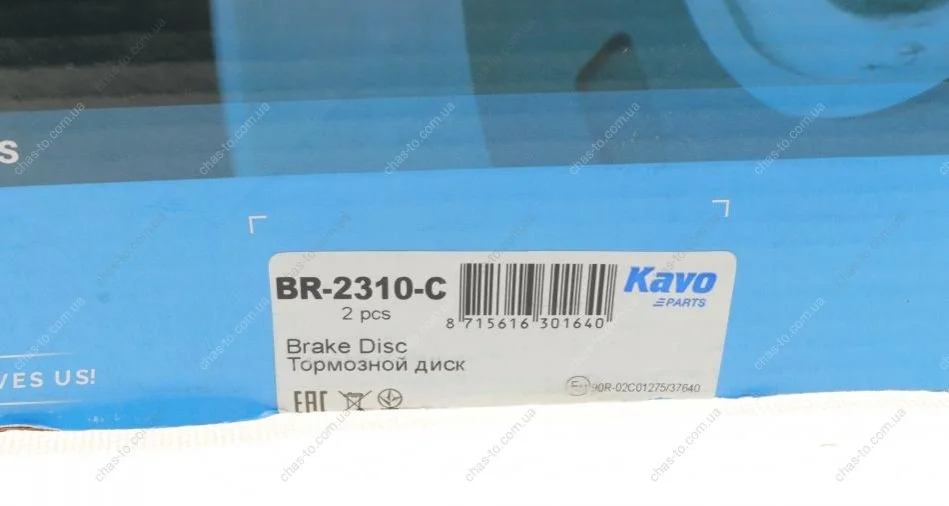 S
BR-2310-C
2 pcs
8 715616 301640
Kavo
PARTS
Brake Disc
Тормозной диск
VES US!
EAC
90R-02C01275/37640
chas-to.com.ua